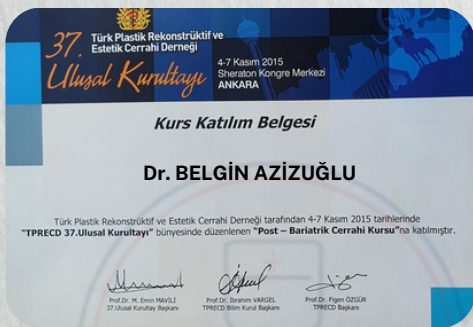 37. Türk Plastik Rekonstrüktif ve
Estetik Cerrahi Derneği
Ulusal Kurultayı
4-7 Kasım 2015
Sheraton Kongre Merkezi
ANKARA
Kurs Katılım Belgesi
Dr. BELGİN AZİZUĞLU
Türk Plastik Rekonstrüktif ve Estetik Cerrahi Derneği tarafından 4-7 Kasım 2015 tarihlerinde
"TPRECD 37.Ulusal Kurultayı" bünyesinde düzenlenen "Post – Bariatrik Cerrahi Kursu"na katılmıştır.
Prof.Dr. M. Emin MAVİLİ
37.Ulusal Kurultay Başkanı
Prof.Dr. İbrahim VARGEL
TPRECD Bilim Kurul Başkanı
Prof.Dr. Figen ÖZGÜR
TPRECD Başkanı